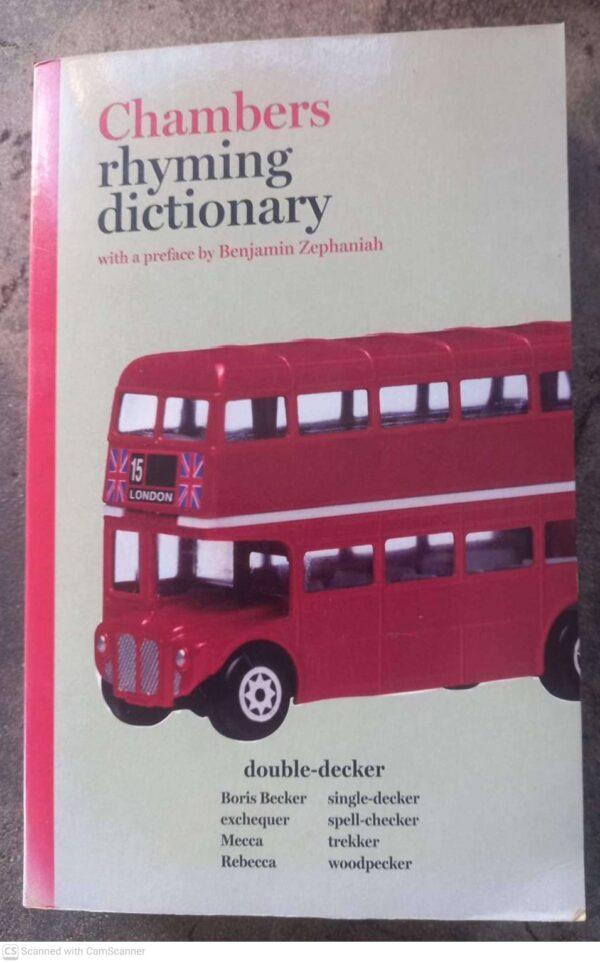 Chambers
rhyming
dictionary
with a preface by Benjamin Zephaniah
15
LONDON
double-decker
Boris Becker single-decker
exchequer spell-checker
Mecca trekker
Rebecca woodpecker
CS Scanned with CamScanner